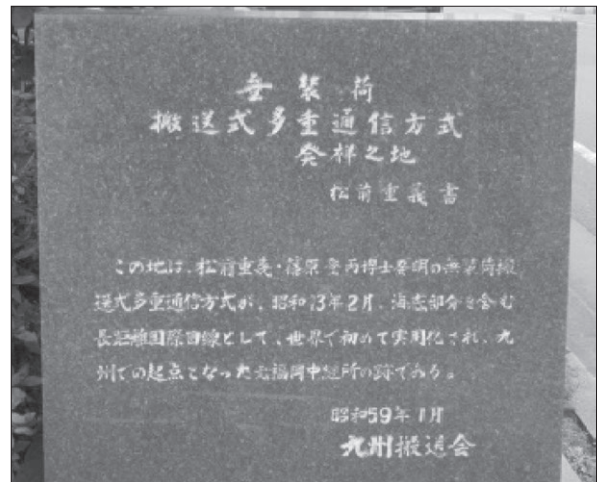 無装荷
搬送式多重通信方式
発祥之地
松前重義書
この地は、松前重義・篠原登両博士発明の無装荷搬
送式多重通信方式が、昭和13年2月、海底部分を含む
長距離国際回線として、世界で初めて実用化され、九
州での起点となった元福岡中継所の跡である。
昭和59年1月
九州搬送会